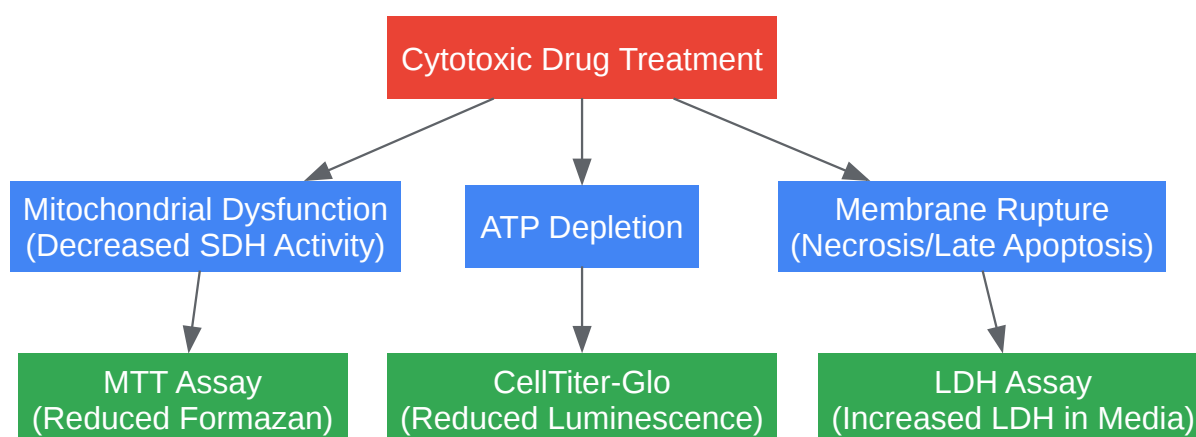 Cytotoxic Drug Treatment
Mitochondrial Dysfunction
(Decreased SDH Activity)
ATP Depletion
Membrane Rupture
(Necrosis/Late Apoptosis)
MTT Assay
(Reduced Formazan)
CellTiter-Glo
(Reduced Luminescence)
LDH Assay
(Increased LDH in Media)